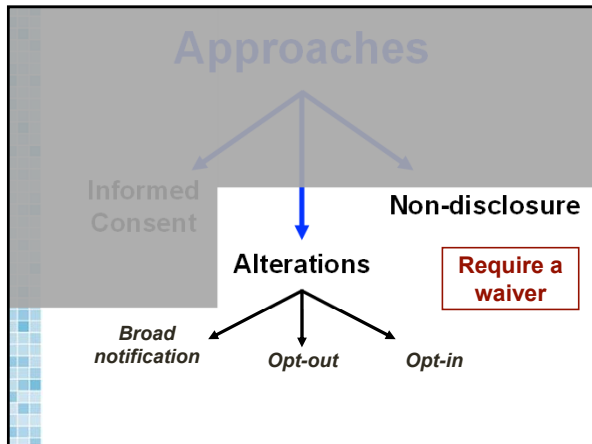 Approaches
Informed
Consent
Non-disclosure
Alterations
Require a
waiver
Broad
notification
Opt-out
Opt-in